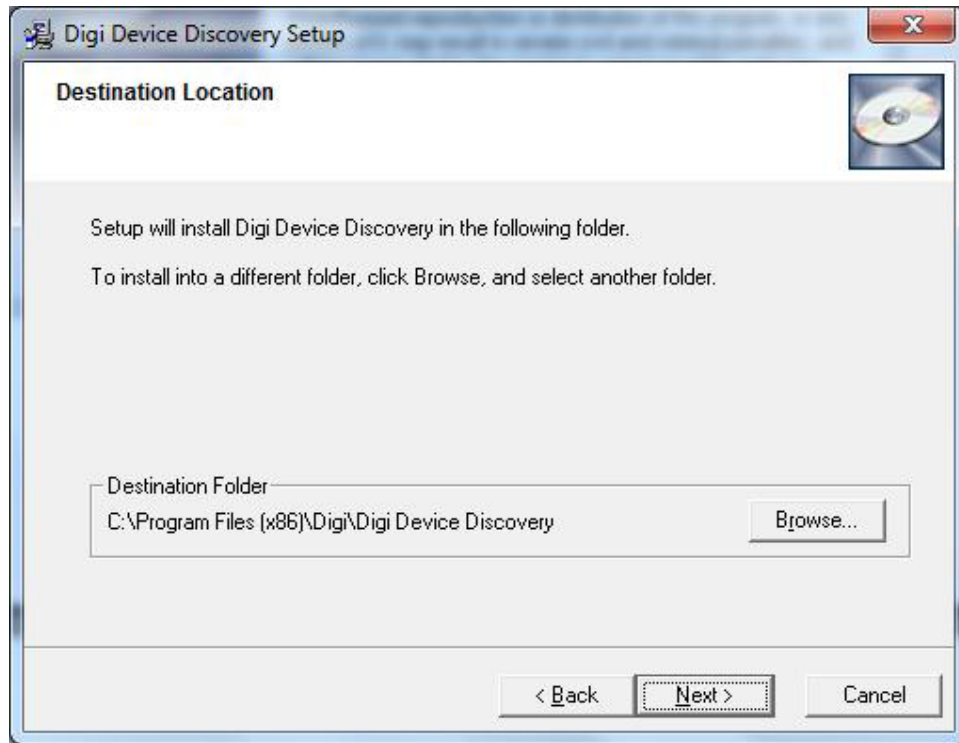 Digi Device Discovery Setup
Destination Location
Setup will install Digi Device Discovery in the following folder.
To install into a different folder, click Browse, and select another folder.
Destination Folder
C:\Program Files (x86)\Digi\Digi Device Discovery
Browse...
< Back
Next >
Cancel